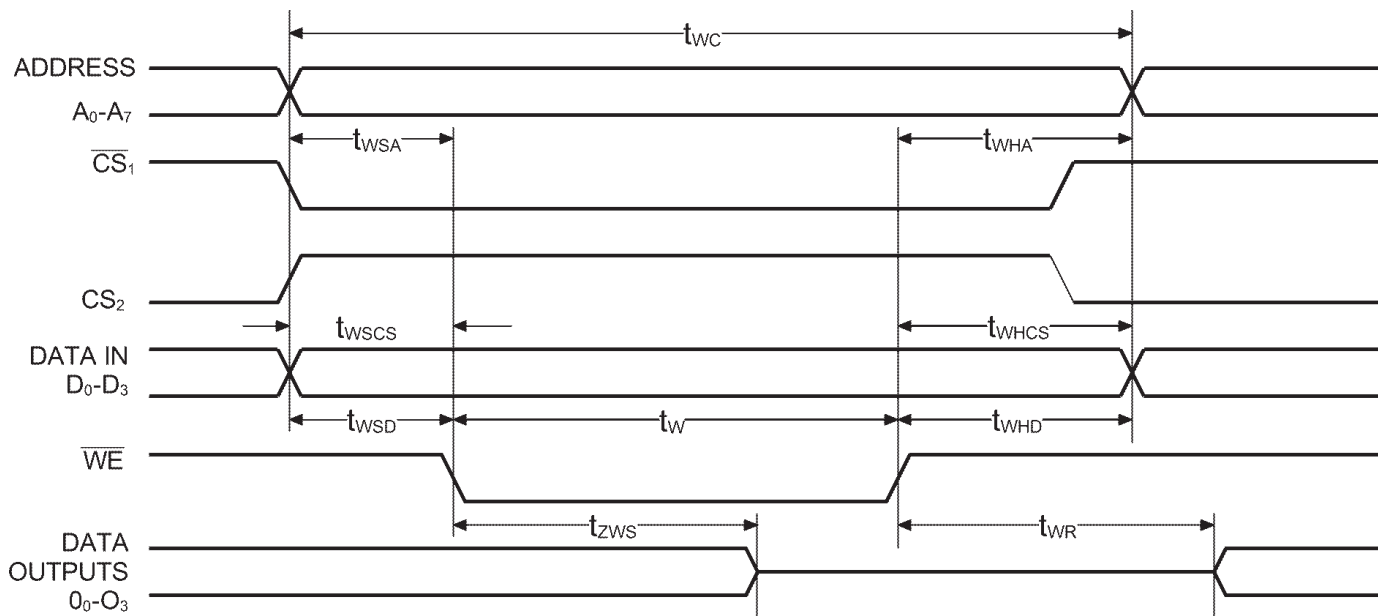 tWC
ADDRESS
A0-A7
tWSA
tWHA
CS1
CS2
tWSCS
tWHCS
DATA IN
D0-D3
tWSD
tW
tWHD
WE
tZWS
tWR
DATA
OUTPUTS
00-O3